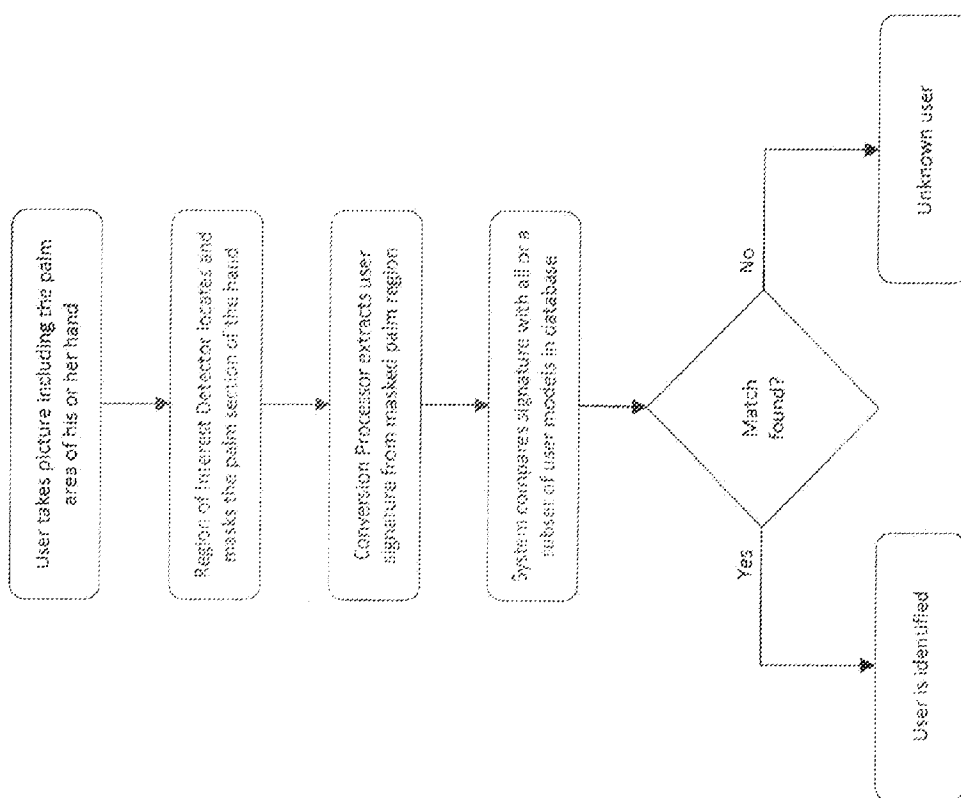 User takes picture including the palm
area of his or her hand
Region of Interest Detector locates and
masks the palm section of the hand
Conversion Processor extracts user
signature from masked palm region
System compares signature with all or a
subset of user models in database
Match
found?
Yes
No
User is identified
Unknown user